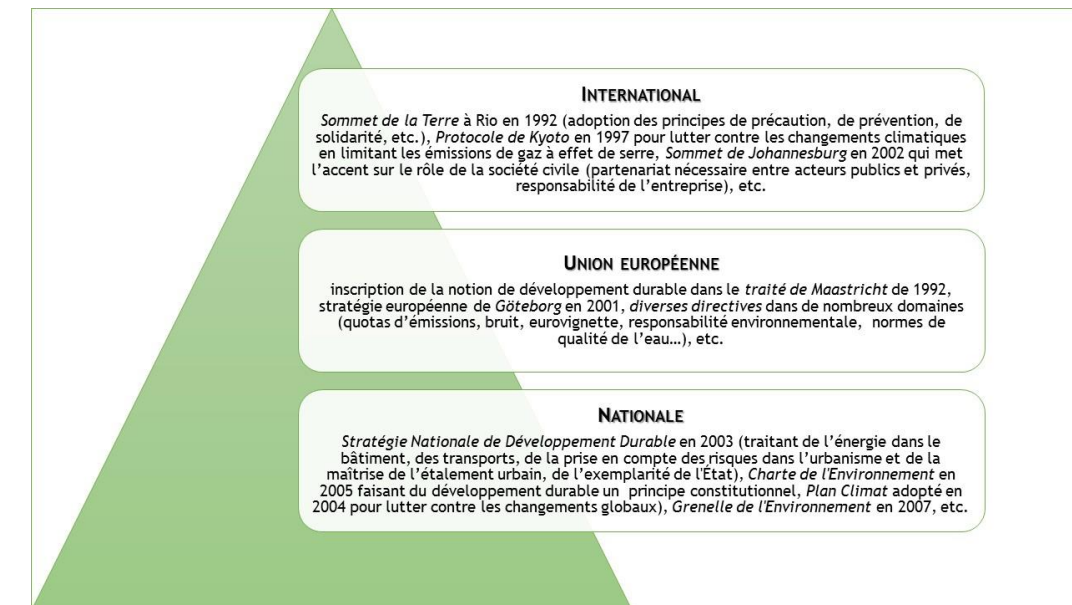 INTERNATIONAL
Sommet de la Terre à Rio en 1992 (adoption des principes de précaution, de prévention, de
solidarité, etc.), Protocole de Kyoto en 1997 pour lutter contre les changements climatiques
en limitant les émissions de gaz à effet de serre, Sommet de Johannesburg en 2002 qui met
l’accent sur le rôle de la société civile (partenariat nécessaire entre acteurs publics et privés,
responsabilité de l’entreprise), etc.
UNION EUROPÉENNE
inscription de la notion de développement durable dans le traité de Maastricht de 1992,
stratégie européenne de Göteborg en 2001, diverses directives dans de nombreux domaines
(quotas d’émissions, bruit, eurovignette, responsabilité environnementale, normes de
qualité de l’eau…), etc.
NATIONALE
Stratégie Nationale de Développement Durable en 2003 (traitant de l’énergie dans le
bâtiment, des transports, de la prise en compte des risques dans l’urbanisme et de la
maîtrise de l’étalement urbain, de l’exemplarité de l'État), Charte de l'Environnement en
2005 faisant du développement durable un principe constitutionnel, Plan Climat adopté en
2004 pour lutter contre les changements globaux), Grenelle de l'Environnement en 2007, etc.